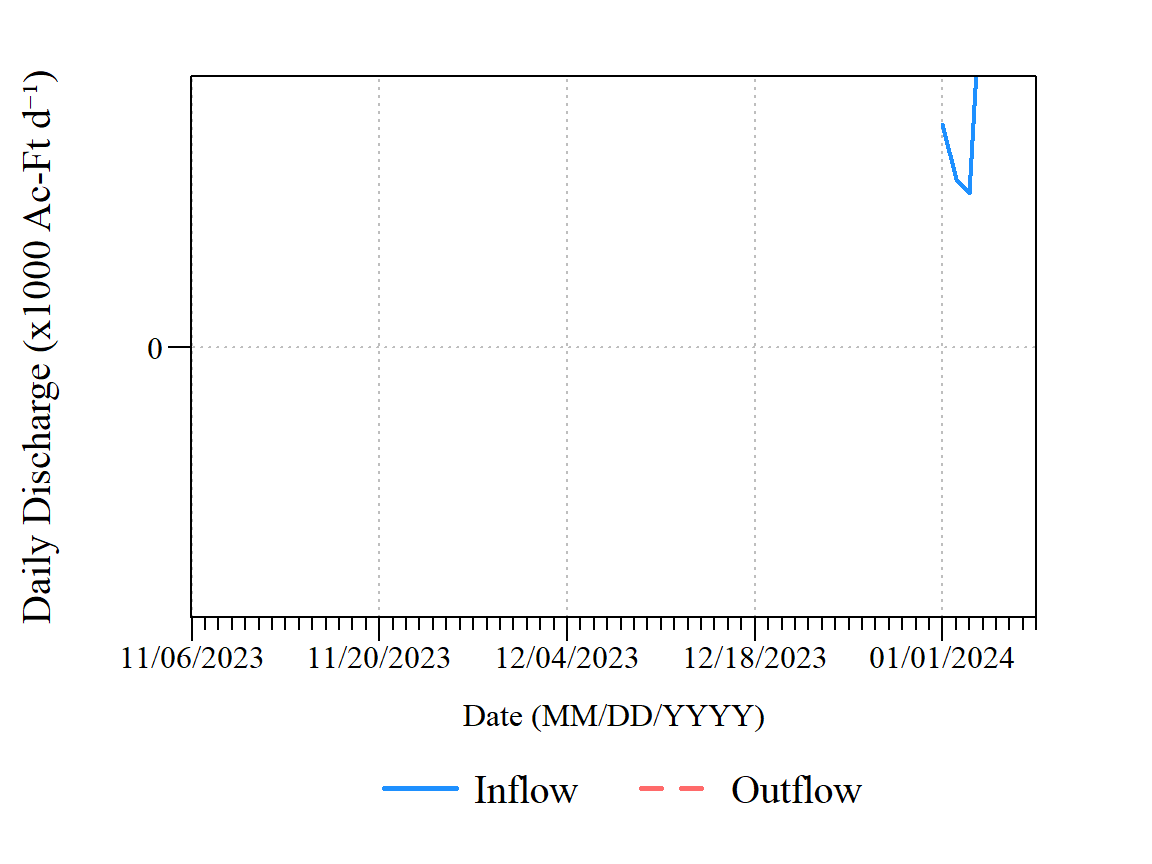 Daily Discharge (x1000 Ac-Ft d⁻¹)
0
11/06/2023 11/20/2023 12/04/2023 12/18/2023 01/01/2024
Date (MM/DD/YYYY)
Inflow Outflow